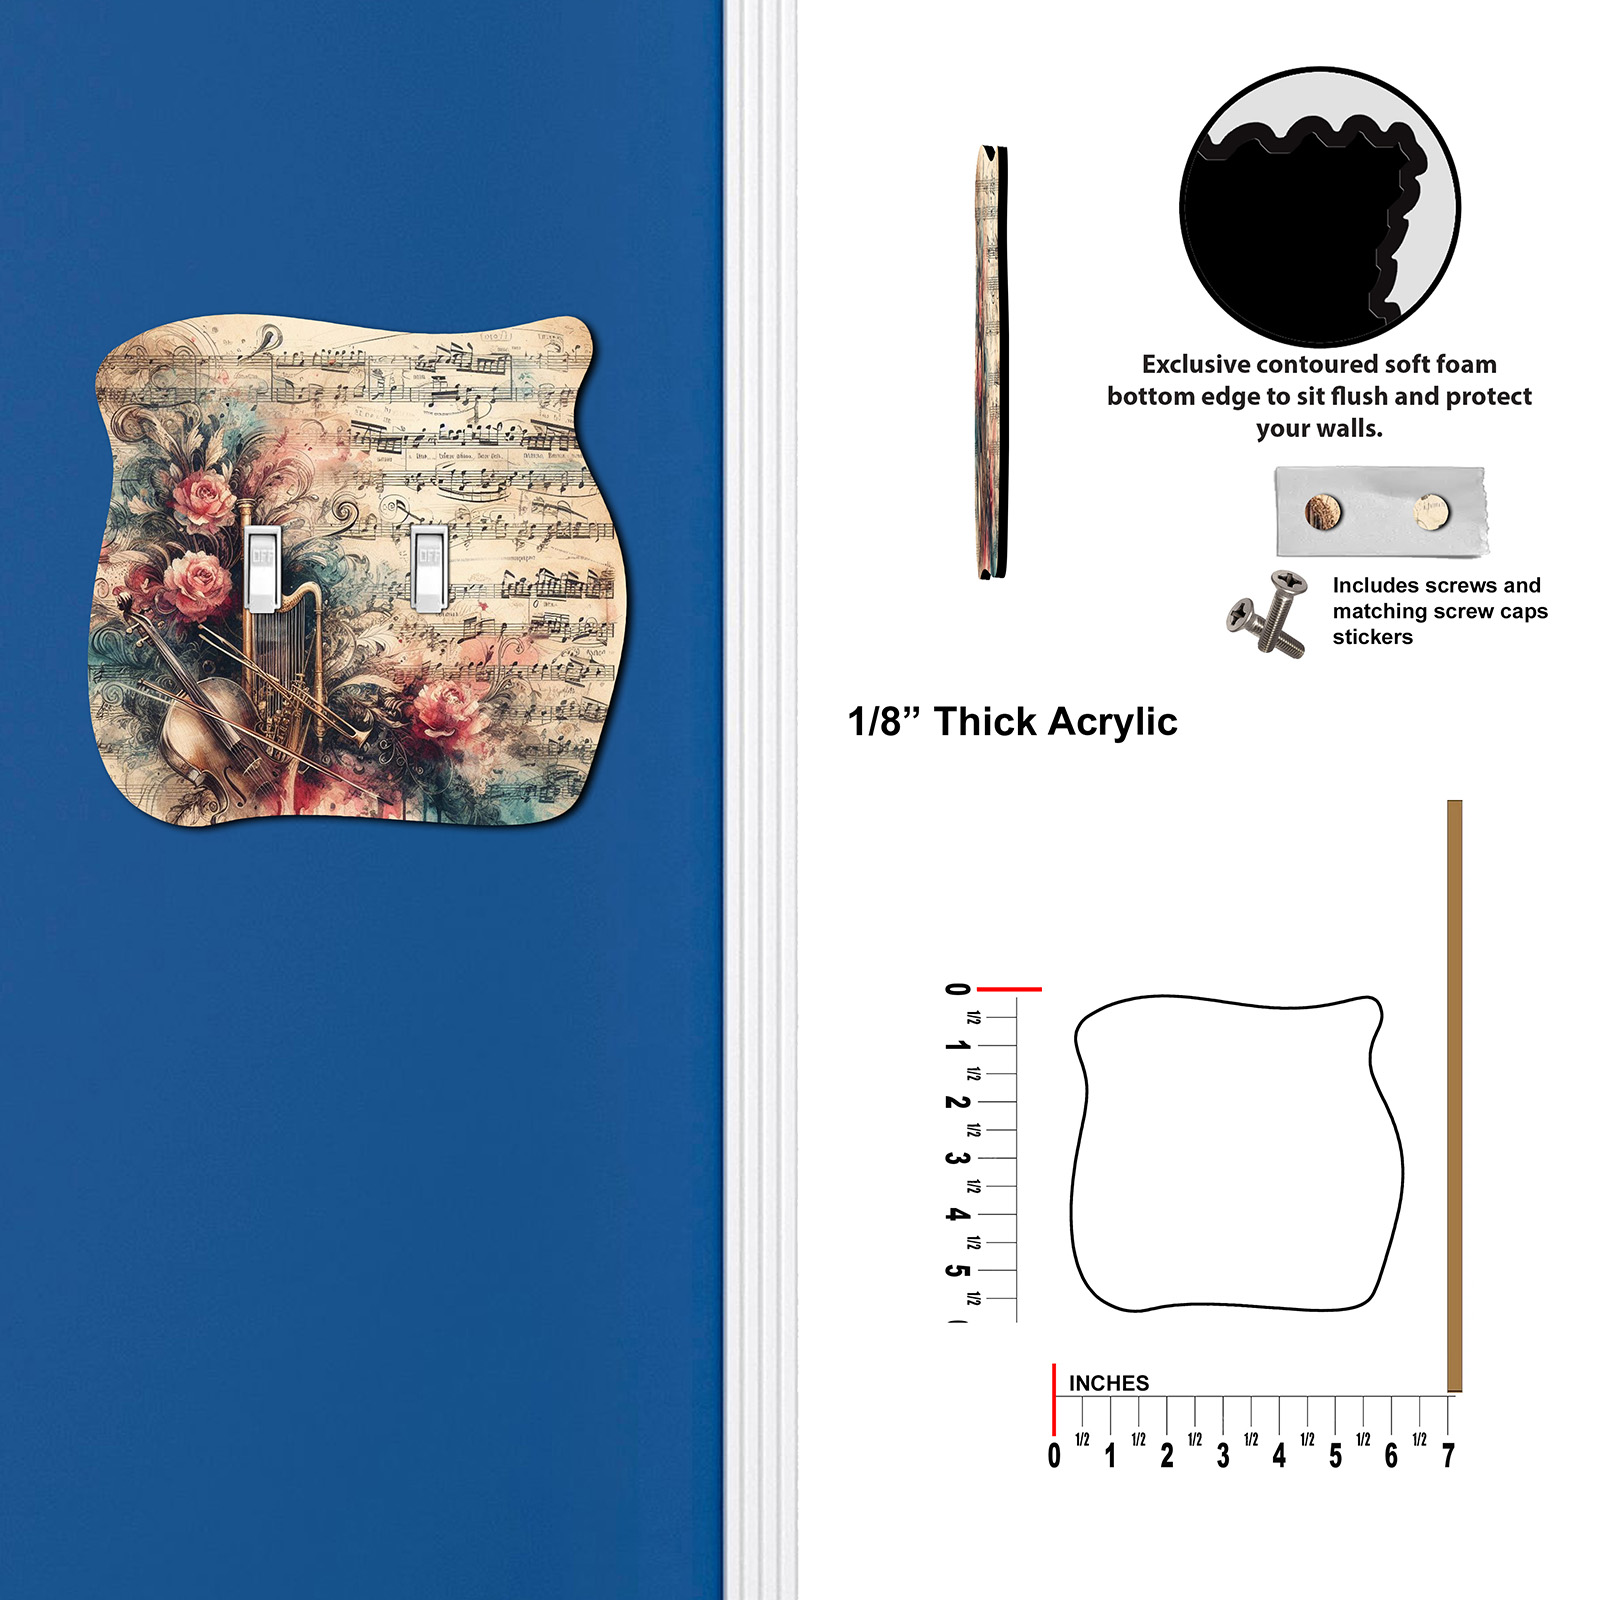 OFF
OFF
Exclusive contoured soft foam
bottom edge to sit flush and protect
your walls.
Includes screws and
matching screw caps
stickers
1/8” Thick Acrylic
0
1/2
1
1/2
2
1/2
3
1/2
4
1/2
5
1/2
INCHES
0 1/2 1 1/2 2 1/2 3 1/2 4 1/2 5 1/2 6 1/2 7